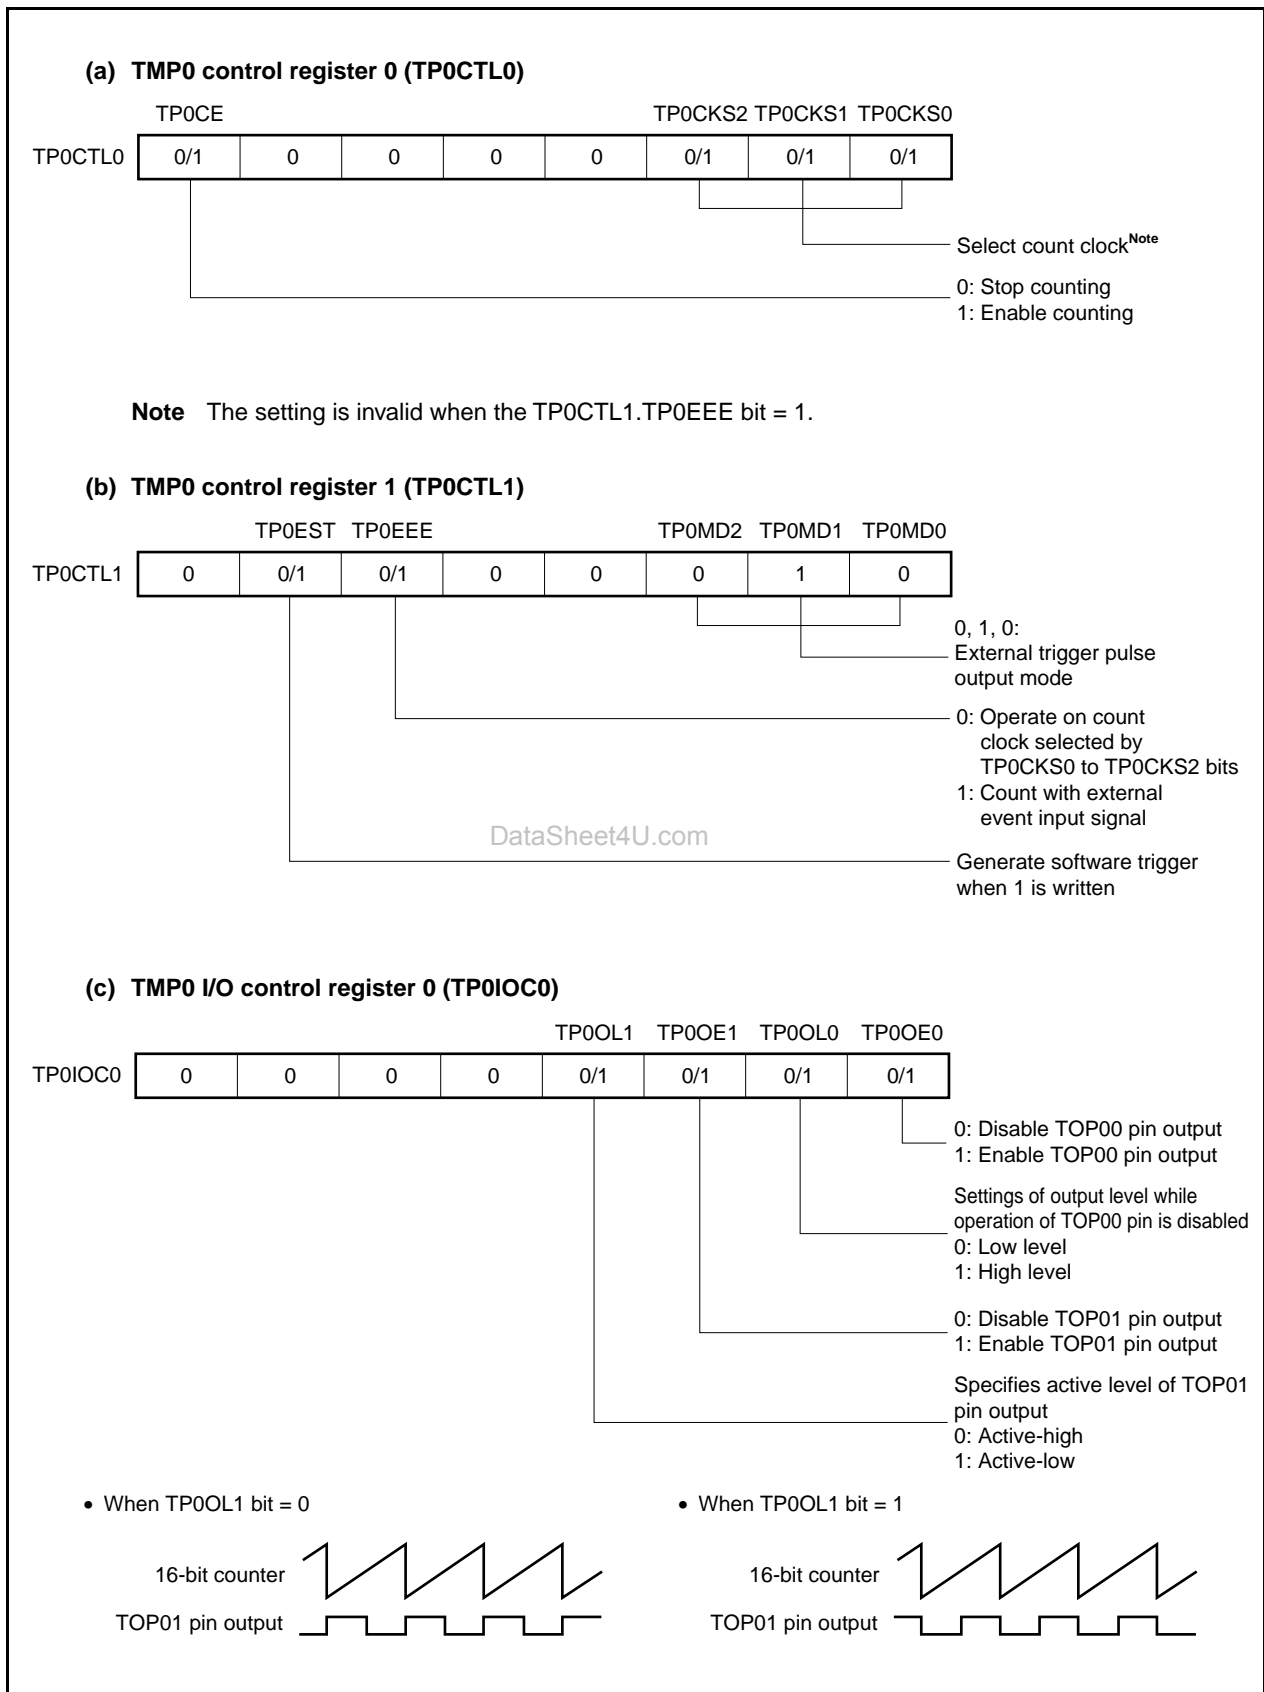 (a) TMP0 control register 0 (TP0CTL0)
TP0CE TP0CKS2 TP0CKS1 TP0CKS0
TP0CTL0 0/1 0 0 0 0 0/1 0/1 0/1
Select count clockNote
0: Stop counting
1: Enable counting
Note The setting is invalid when the TP0CTL1.TP0EEE bit = 1.
(b) TMP0 control register 1 (TP0CTL1)
TP0EST TP0EEE TP0MD2 TP0MD1 TP0MD0
TP0CTL1 0 0/1 0/1 0 0 0 1 0
0, 1, 0:
External trigger pulse
output mode
0: Operate on count
clock selected by
TP0CKS0 to TP0CKS2 bits
1: Count with external
event input signal
DataSheet4U.com
Generate software trigger
when 1 is written
(c) TMP0 I/O control register 0 (TP0IOC0)
TP0OL1 TP0OE1 TP0OL0 TP0OE0
TP0IOC0 0 0 0 0 0/1 0/1 0/1 0/1
0: Disable TOP00 pin output
1: Enable TOP00 pin output
Settings of output level while
operation of TOP00 pin is disabled
0: Low level
1: High level
0: Disable TOP01 pin output
1: Enable TOP01 pin output
Specifies active level of TOP01
pin output
0: Active-high
1: Active-low
• When TP0OL1 bit = 0
16-bit counter
TOP01 pin output
• When TP0OL1 bit = 1
16-bit counter
TOP01 pin output